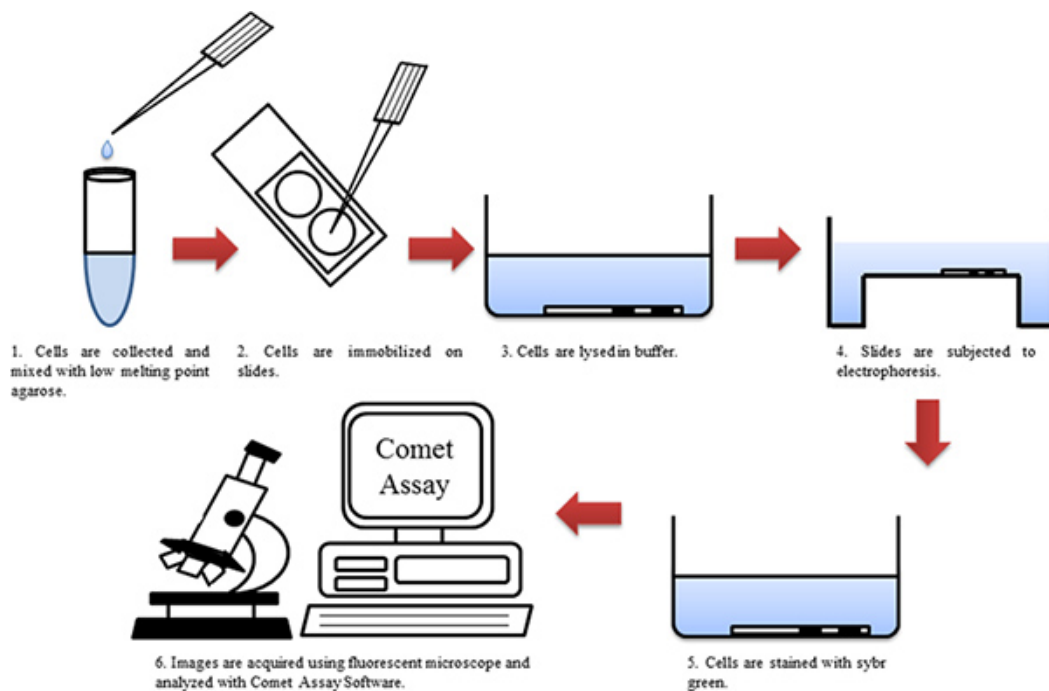 1. Cells are collected and
mixed with low melting point
agarose.
2. Cells are immobilized on
slides.
3. Cells are lysed in buffer.
4. Slides are subjected to
electrophoresis.
Comet
Assay
6. Images are acquired using fluorescent microscope and
analyzed with Comet Assay Software.
5. Cells are stained with sybr
green.